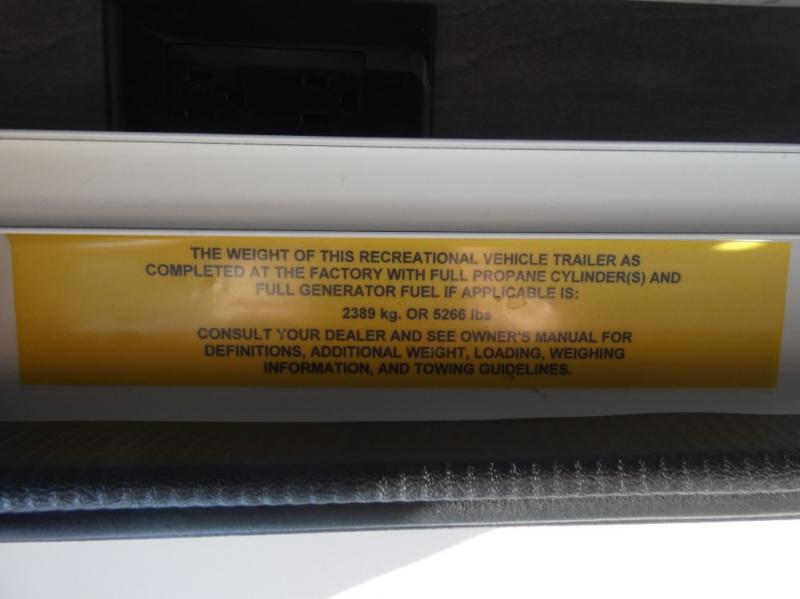 THE WEIGHT OF THIS RECREATIONAL VEHICLE TRAILER AS
COMPLETED AT THE FACTORY WITH FULL PROPANE CYLINDER(S) AND
FULL GENERATOR FUEL IF APPLICABLE IS:
2389 kg. OR 5266 lbs
CONSULT YOUR DEALER AND SEE OWNER'S MANUAL FOR
DEFINITIONS, ADDITIONAL WEIGHT, LOADING, WEIGHING
INFORMATION, AND TOWING GUIDELINES.